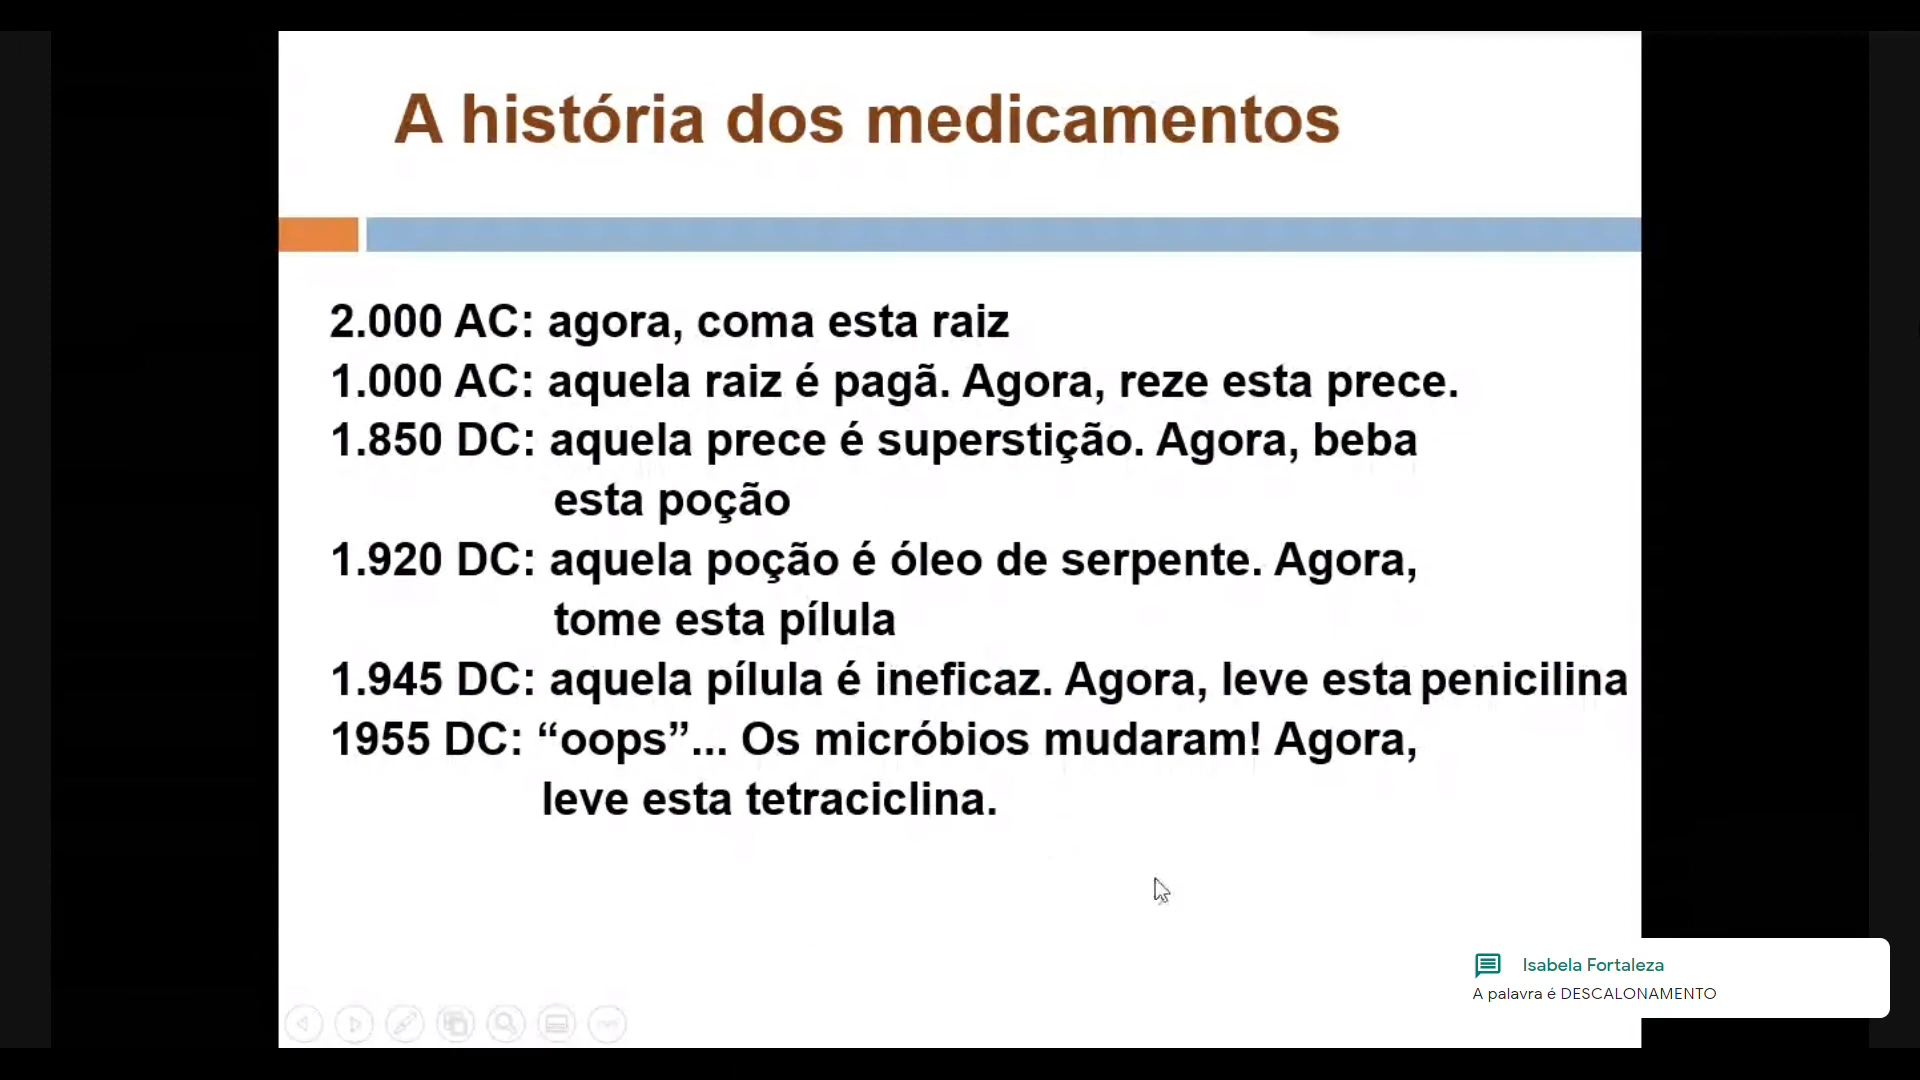 A história dos medicamentos
2.000 AC: agora, coma esta raiz
1.000 AC: aquela raiz é pagã. Agora, reze esta prece.
1.850 DC: aquela prece é superstição. Agora, beba
esta poção
1.920 DC: aquela poção é óleo de serpente. Agora,
tome esta pílula
1.945 DC: aquela pílula é ineficaz. Agora, leve esta penicilina
1955 DC: “oops”... Os micróbios mudaram! Agora,
leve esta tetraciclina.
Isabela Fortaleza
A palavra é DESCALONAMENTO